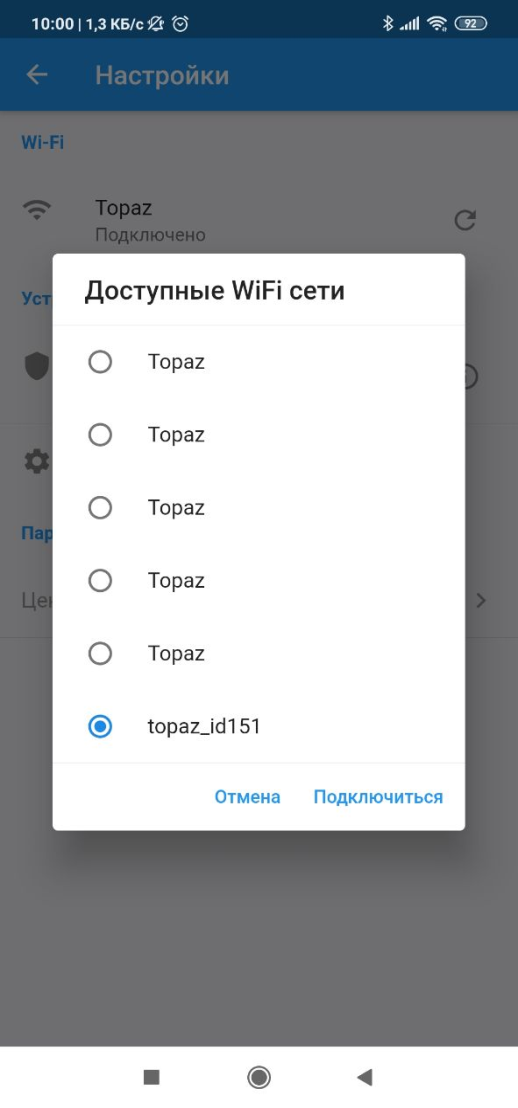 10:00 | 1,3 КБ/с
92
Настройки
Wi-Fi
Topaz
Подключено
Уст
Доступные WiFi сети
Topaz
Topaz
Topaz
Topaz
Пар
Цен
Topaz
topaz_id151
Отмена
Подключиться